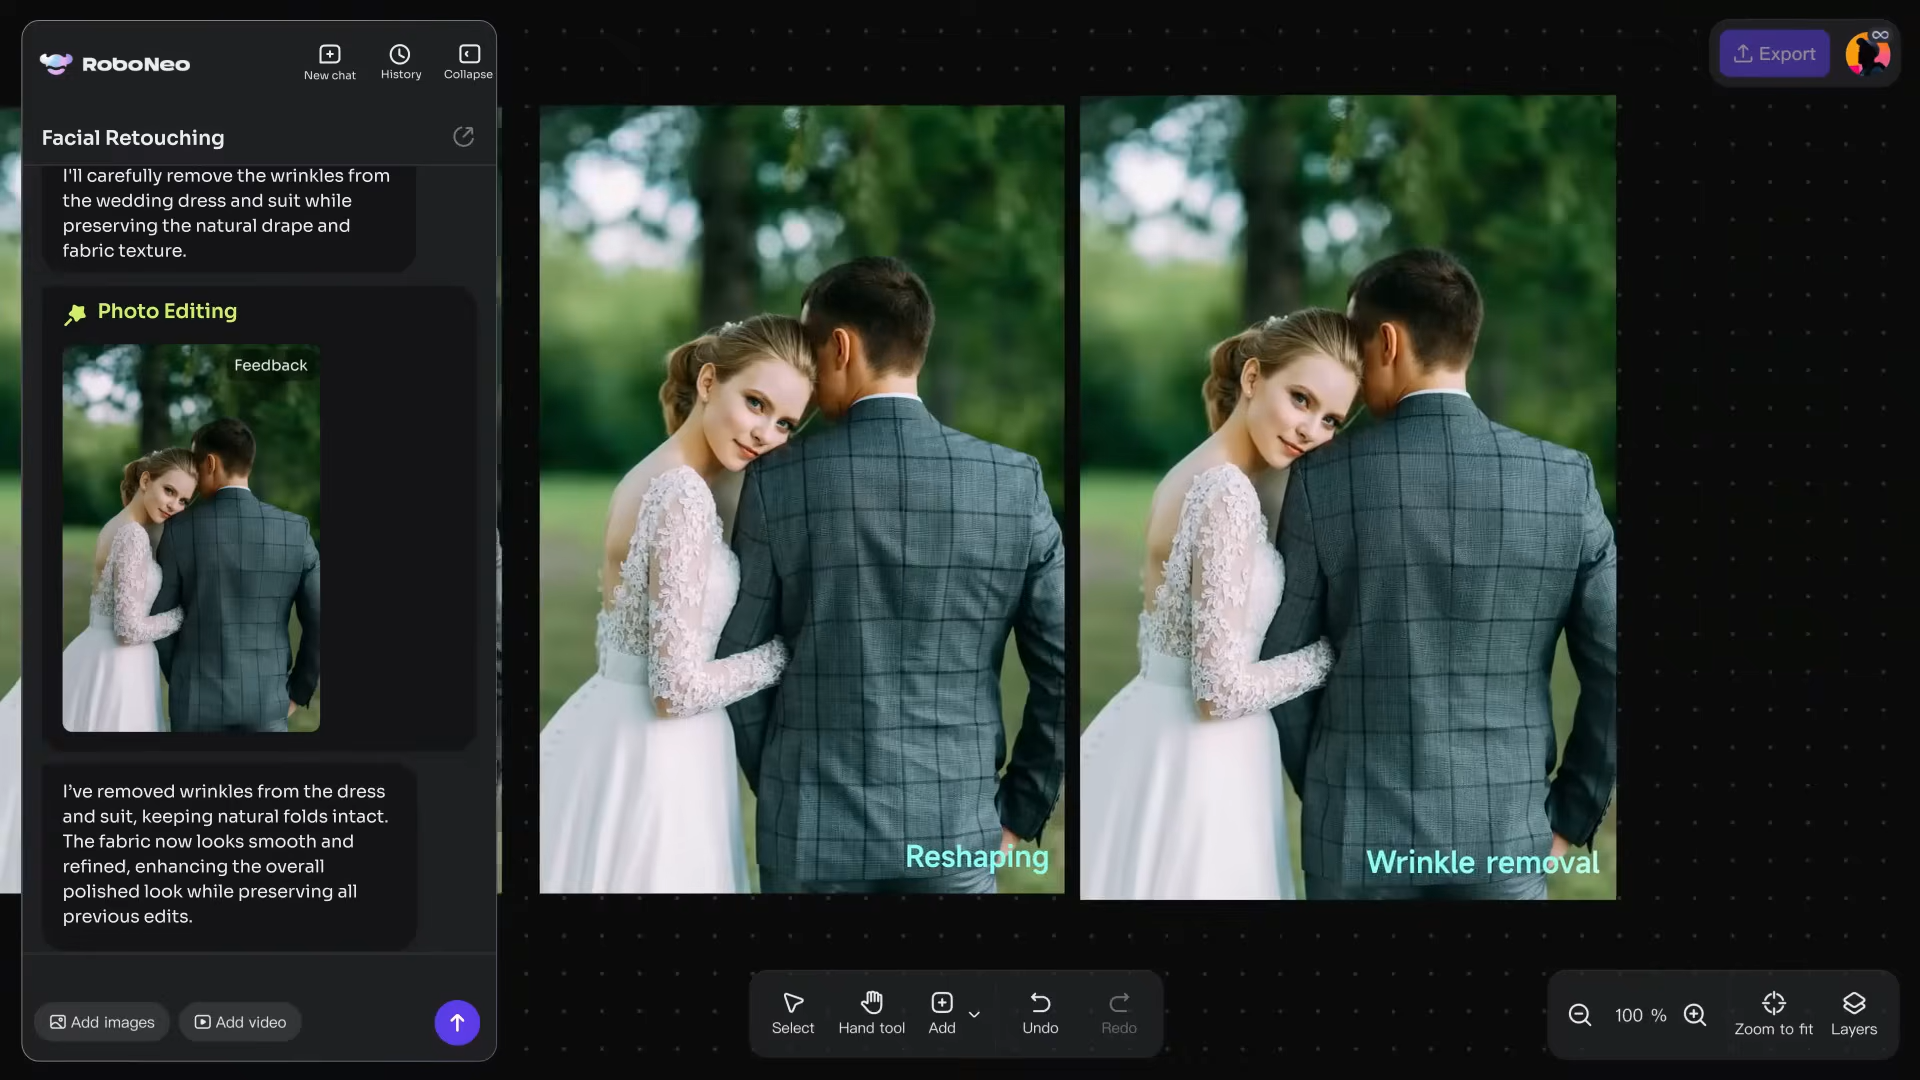 RoboNeo
New chat
History
Collapse
Export
Facial Retouching
I'll carefully remove the wrinkles from
the wedding dress and suit while
preserving the natural drape and
fabric texture.
Photo Editing
Feedback
I've removed wrinkles from the dress
and suit, keeping natural folds intact.
The fabric now looks smooth and
refined, enhancing the overall
polished look while preserving all
previous edits.
Add images
Add video
Reshaping
Wrinkle removal
Select
Hand tool
Add
Undo
Redo
100 %
Zoom to fit
Layers